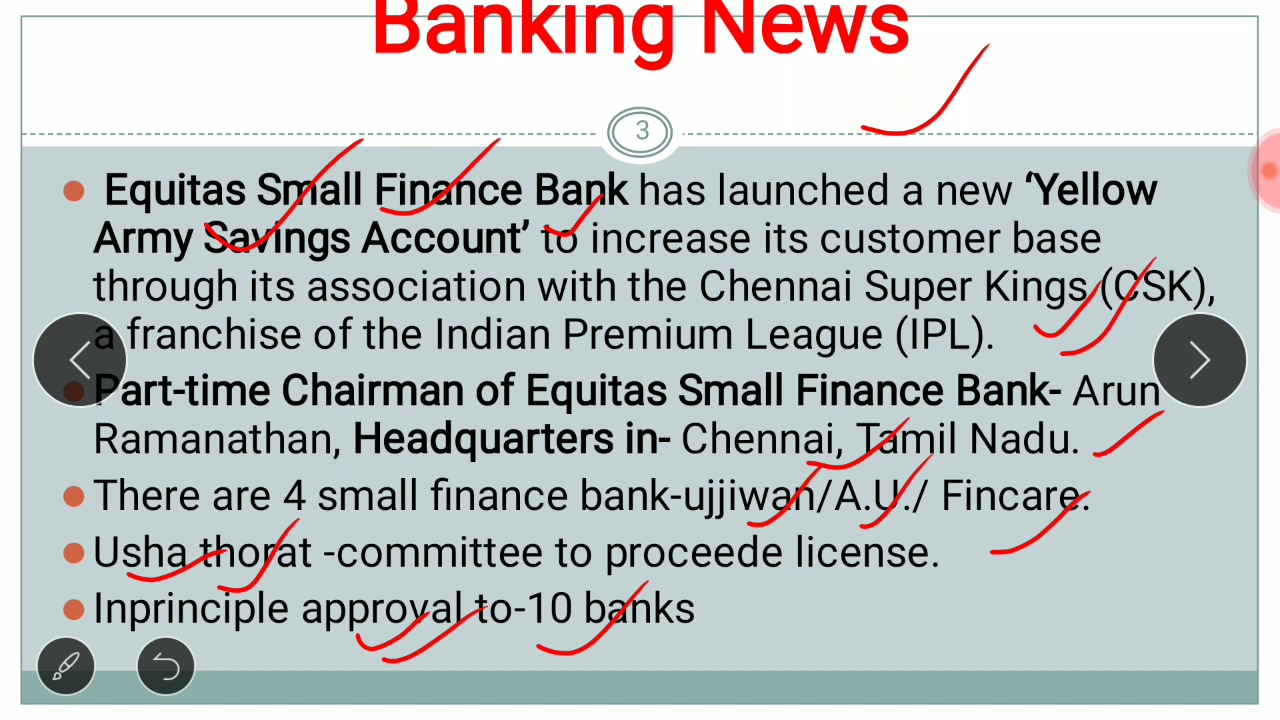 Banking News
3
Equitas Small Finance Bank has launched a new ‘Yellow
Army Savings Account’ to increase its customer base
through its association with the Chennai Super Kings (CSK),
a franchise of the Indian Premium League (IPL).
Part-time Chairman of Equitas Small Finance Bank- Arun
Ramanathan, Headquarters in- Chennai, Tamil Nadu.
There are 4 small finance bank-ujjiwan/A.U./ Fincare.
Usha thorat -committee to proceede license.
Inprinciple approval to-10 banks